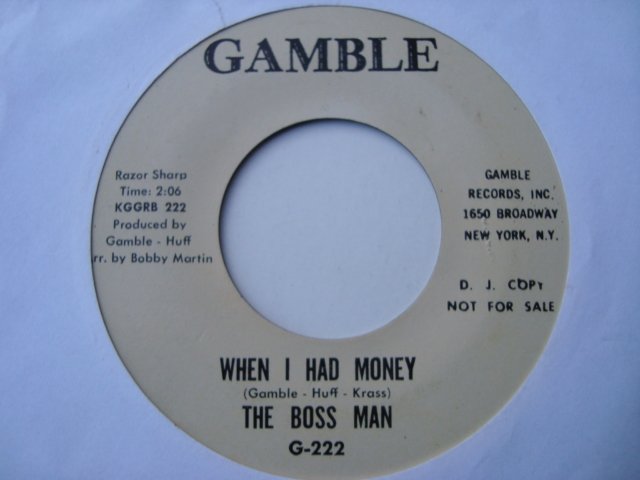 GAMBLE
Razor Sharp
Time: 2:06
KGGRB 222
Produced by
Gamble - Huff
rr. by Bobby Martin
GAMBLE
RECORDS, INC.
1650 BROADWAY
NEW YORK, N.Y.
D. J. COPY
NOT FOR SALE
WHEN I HAD MONEY
(Gamble - Huff - Krass)
THE BOSS MAN
G-222